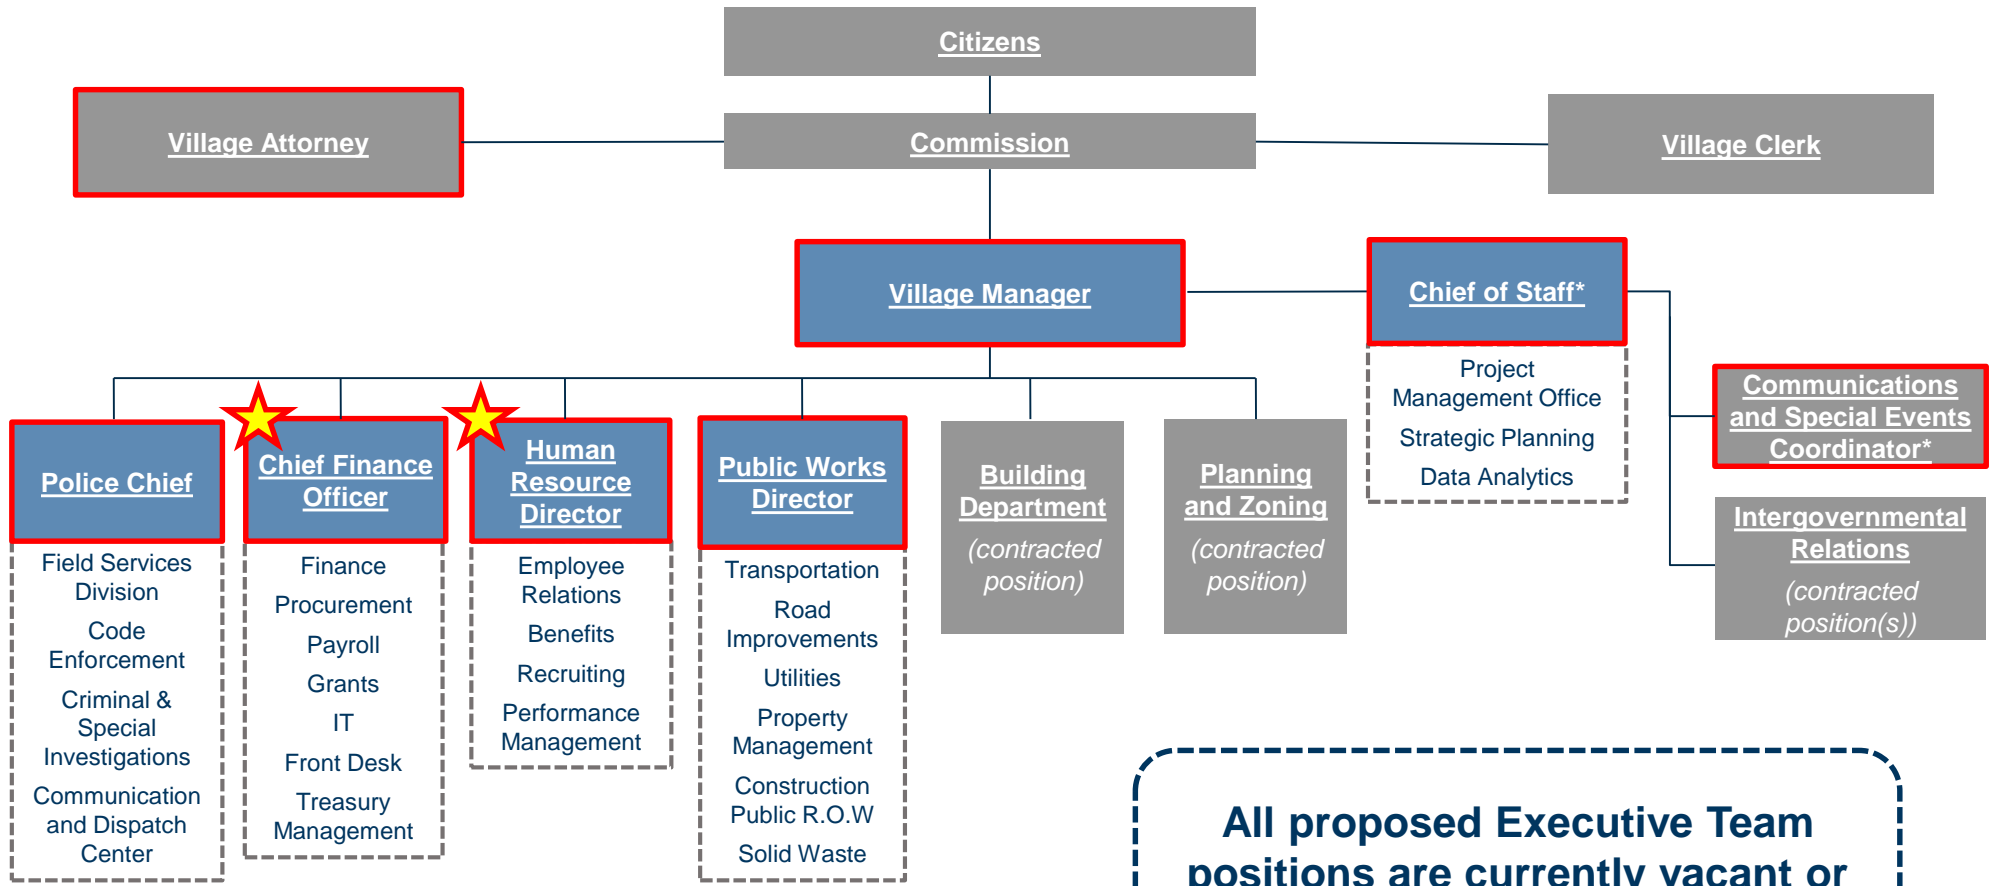 Citizens
Village Attorney
Commission
Village Clerk
Village Manager
Chief of Staff*
Project
Management Office
Strategic Planning
Data Analytics
Communications
and Special Events
Coordinator*
Intergovernmental
Relations
(contracted
position(s))
Police Chief
Field Services
Division
Code
Enforcement
Criminal &
Special
Investigations
Communication
and Dispatch
Center
Chief Finance
Officer
Finance
Procurement
Payroll
Grants
IT
Front Desk
Treasury
Management
Human
Resource
Director
Employee
Relations
Benefits
Recruiting
Performance
Management
Public Works
Director
Transportation
Road
Improvements
Utilities
Property
Management
Construction
Public R.O.W
Solid Waste
Building
Department
(contracted
position)
Planning
and Zoning
(contracted
position)
All proposed Executive Team
positions are currently vacant or